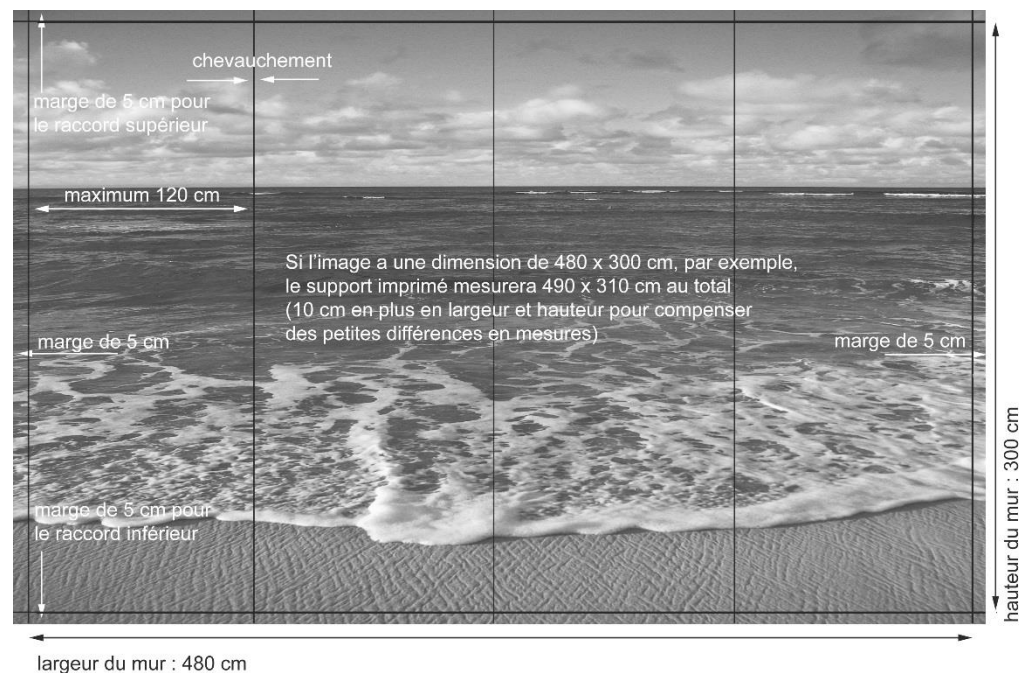 chevauchement
marge de 5 cm pour
le raccord supérieur
maximum 120 cm
Si l'image a une dimension de 480 x 300 cm, par exemple,
le support imprimé mesurera 490 x 310 cm au total
(10 cm en plus en largeur et hauteur pour compenser
des petites différences en mesures)
marge de 5 cm
marge de 5 cm
marge de 5 cm pour
le raccord inférieur
hauteur du mur : 300 cm
largeur du mur : 480 cm